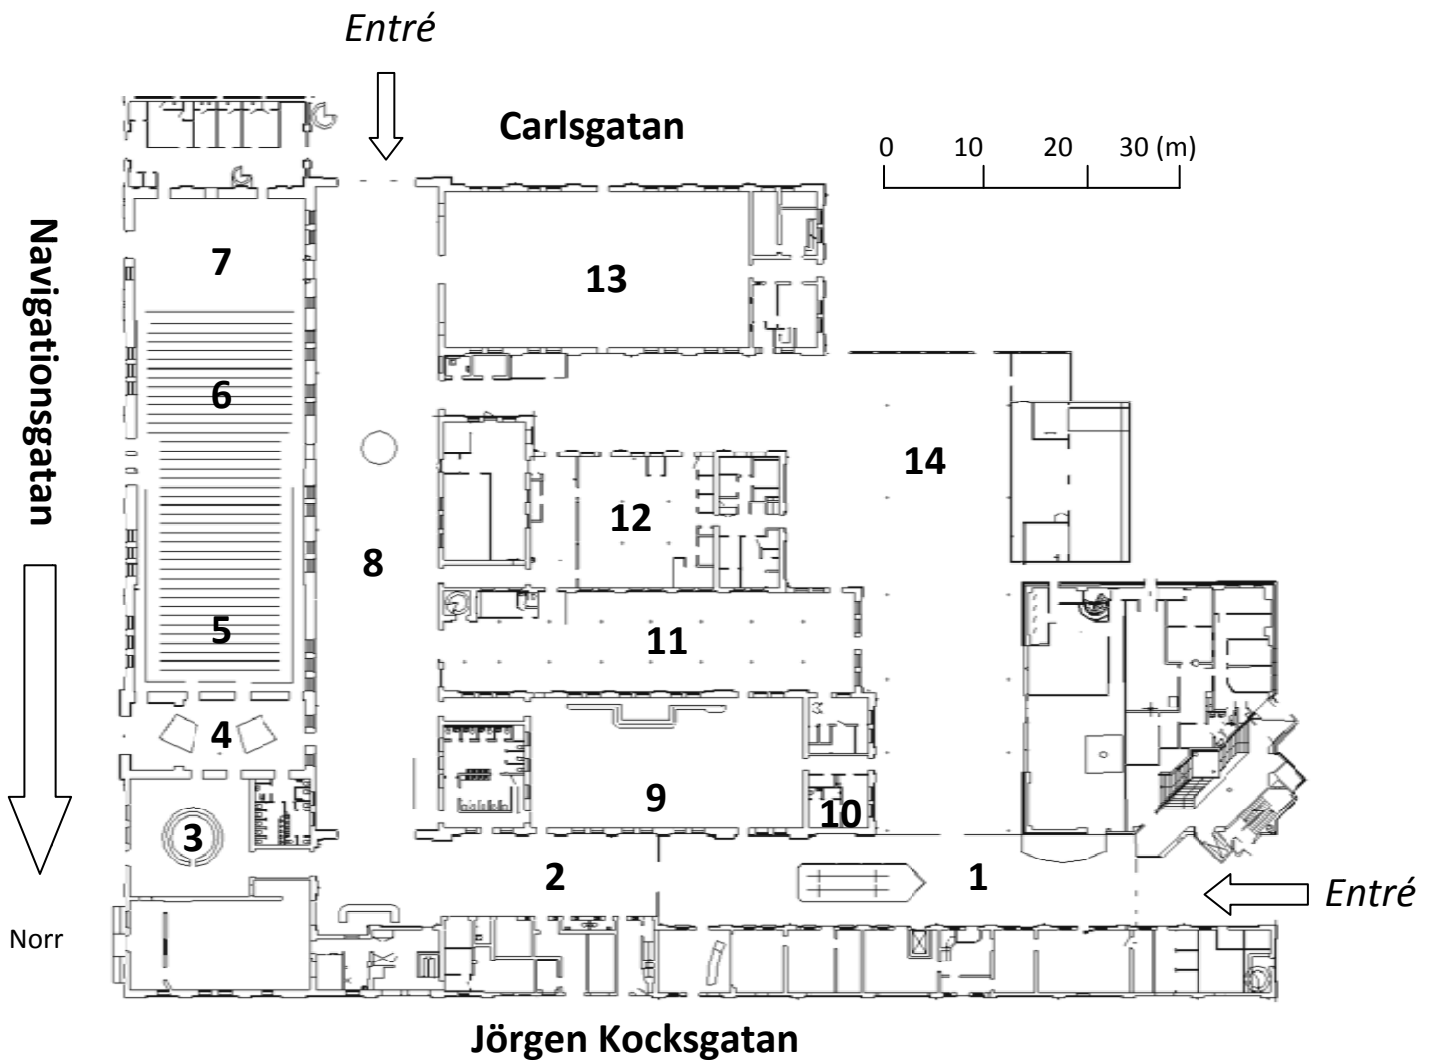 Entré
Carlsgatan
0 10 20 30 (m)
Navigationsgatan
7
13
6
14
12
8
5
11
4
9
10
3
2
1
Entré
Norr
Jörgen Kocksgatan